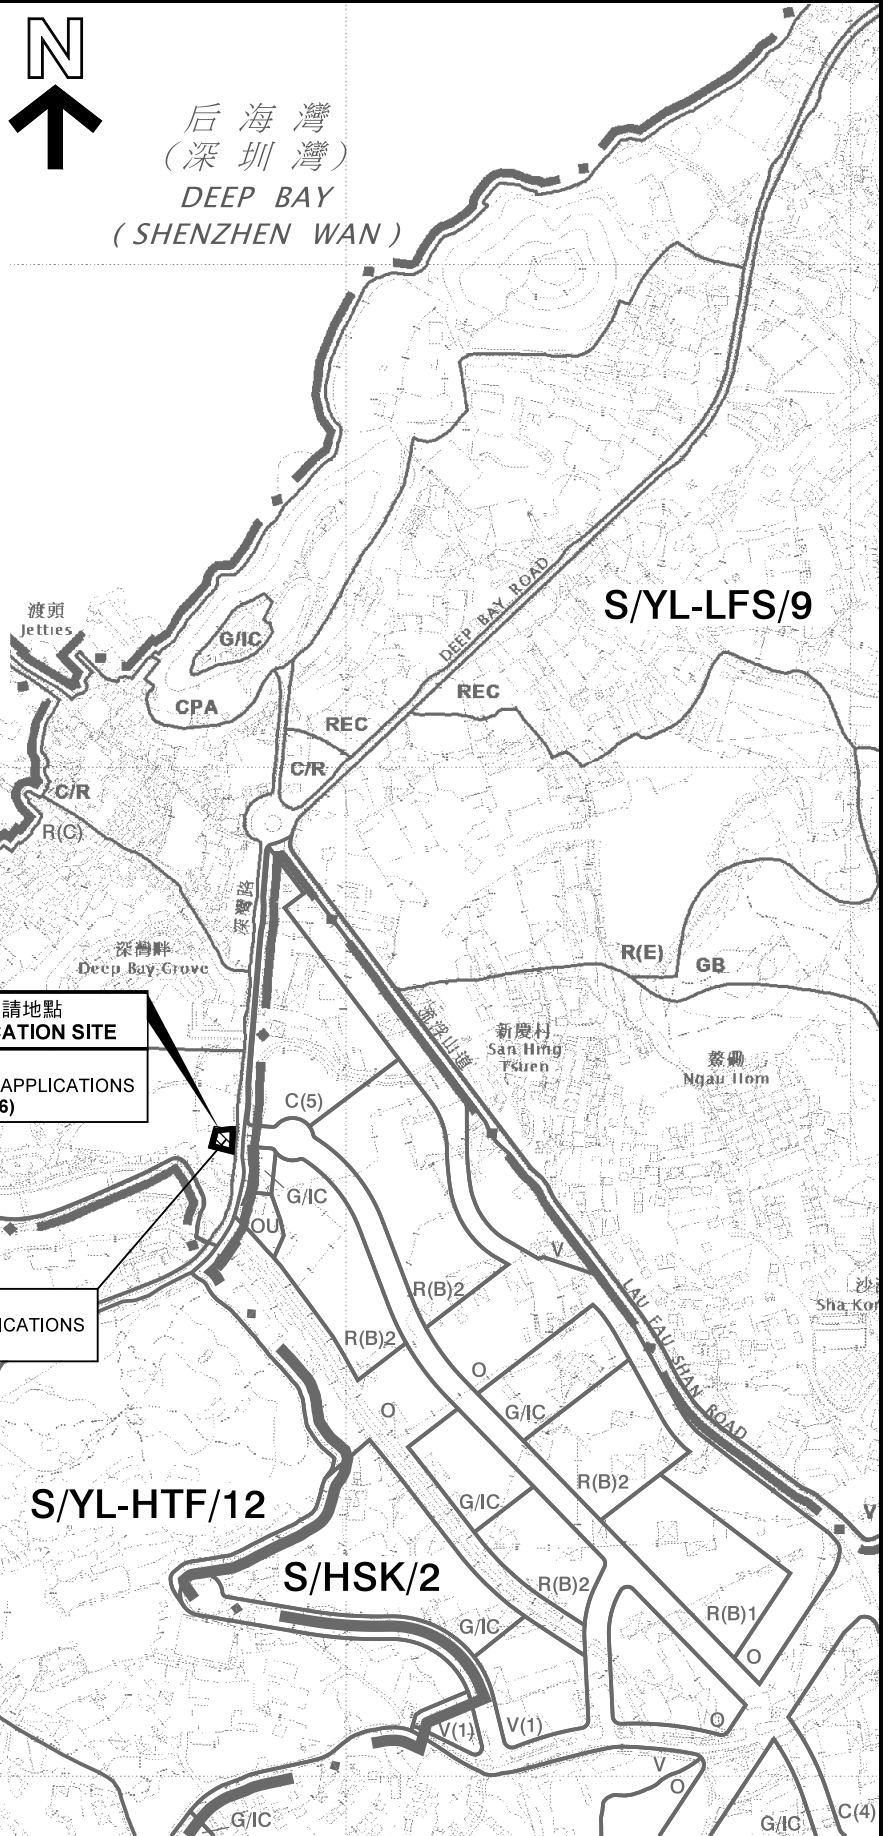 N
后海灣
(深圳灣)
DEEP BAY
( SHENZHEN WAN )
S/YL-LFS/9
渡頭
Jetties
G/IC
DEEP BAY ROAD
CPA
REC
REC
C/R
C/R
R(C)
深灣路
深灣畔
Deep Bay Grove
R(E)
GB
請地點
CATION SITE
流浮山道
新慶村
San Hing
Tsuen
鰲磡
Ngau Hom
APPLICATIONS
6)
C(5)
G/IC
OU
V
R(B)2
LAU FAU SHAN ROAD
Sha Ko
ICATIONS
R(B)2
O
O
G/IC
R(B)2
S/YL-HTF/12
G/IC
V
S/HSK/2
R(B)2
G/IC
R(B)1
O
V(1)
V(1)
O
V
O
G/IC
G/IC
C(4)